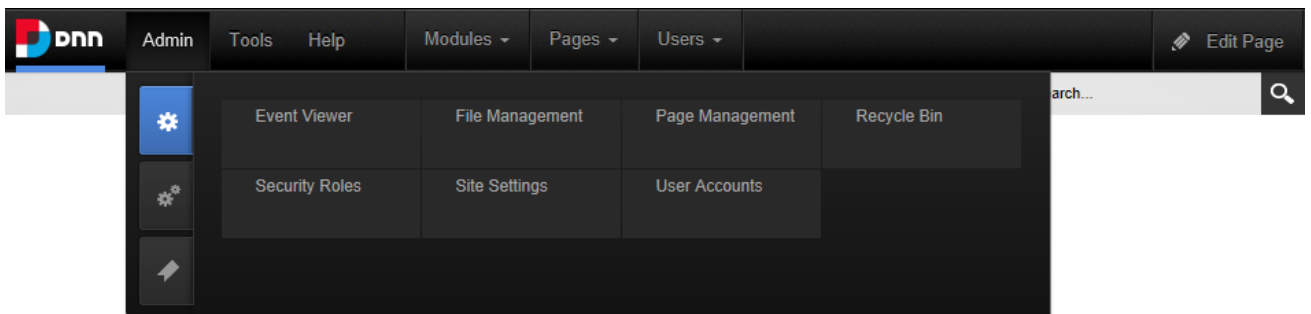 DNN Admin Tools Help Modules Pages Users Edit Page
arch...
Event Viewer File Management Page Management Recycle Bin
Security Roles Site Settings User Accounts